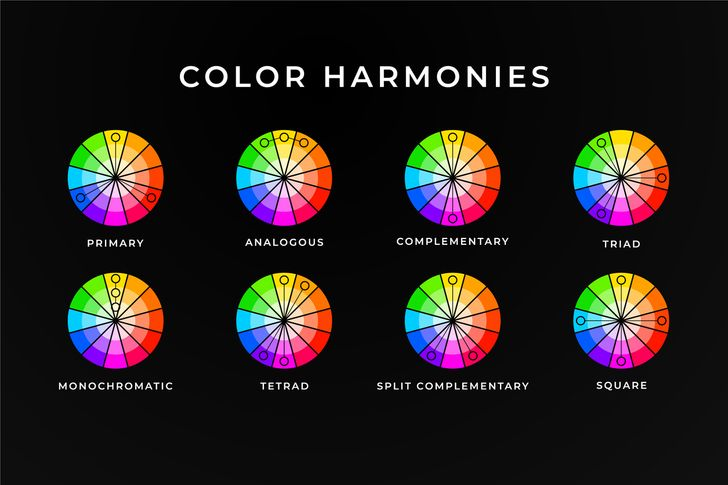 COLOR HARMONIES
PRIMARY
ANALOGOUS
COMPLEMENTARY
TRIAD
MONOCHROMATIC
TETRAD
SPLIT COMPLEMENTARY
SQUARE